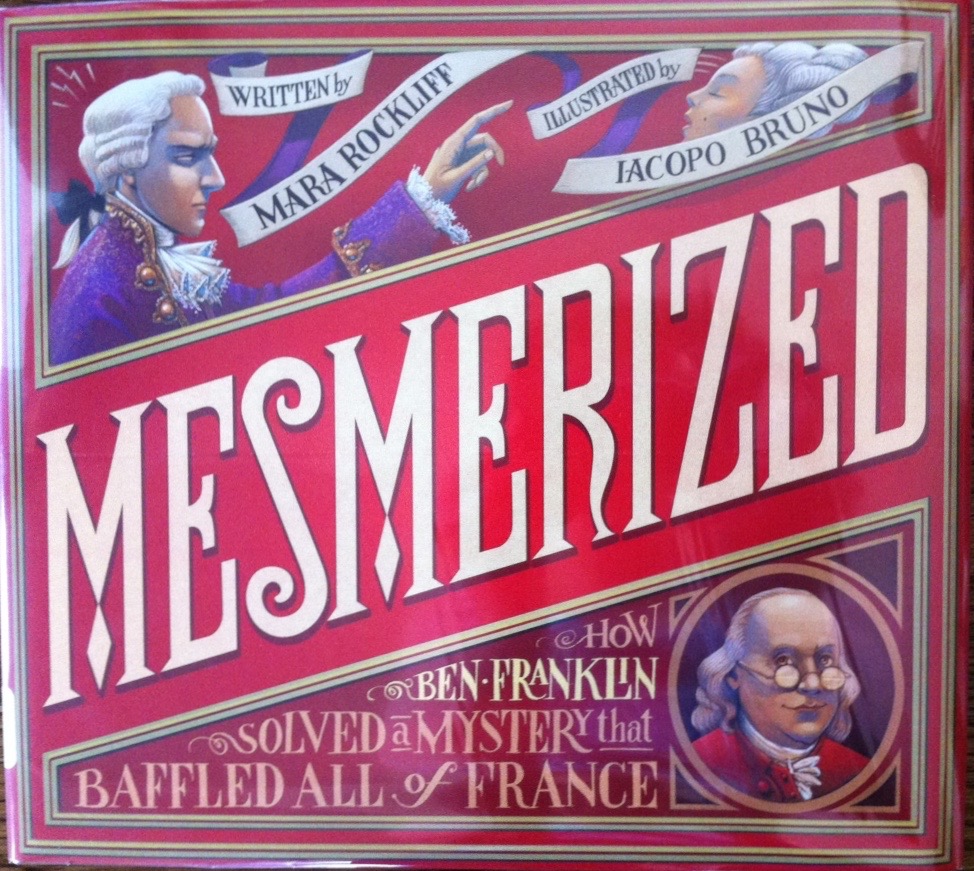 WRITTEN by
MARA ROCKLIFF
ILLUSTRATED by
IACOPO BRUNO
MESMERIZED
HOW
BEN·FRANKLIN
SOLVED a MYSTERY that
BAFFLED ALL of FRANCE